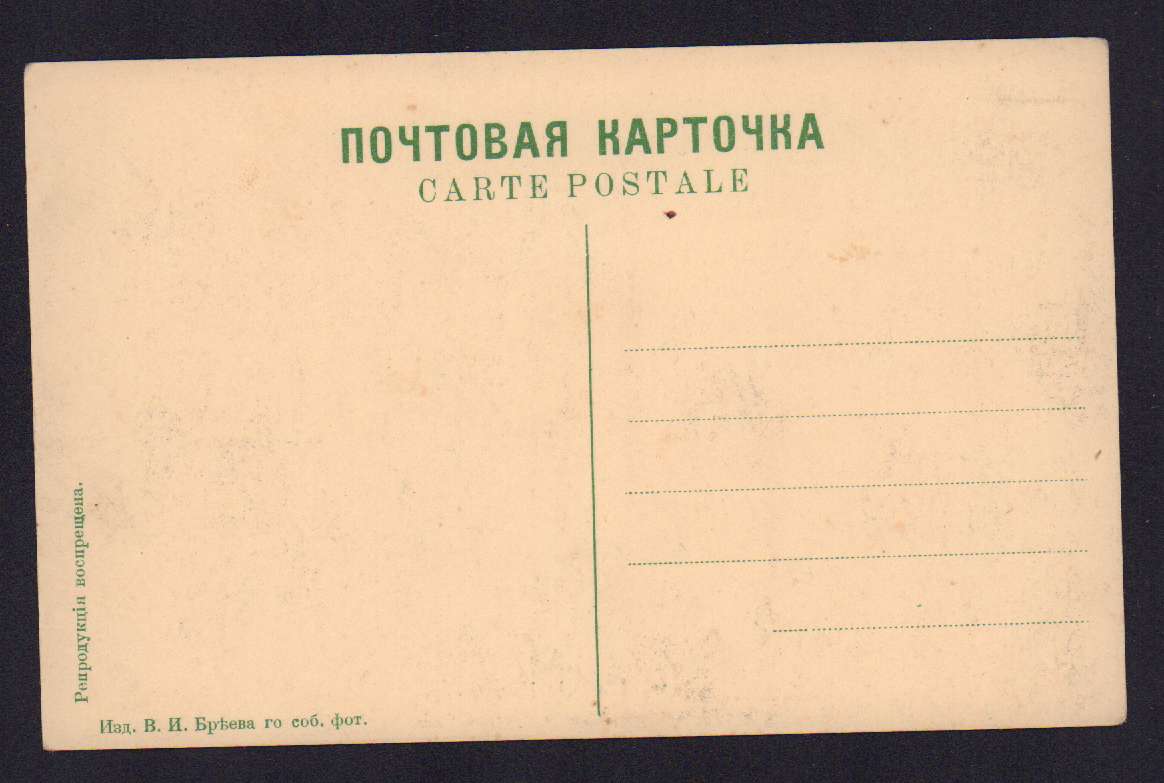 ПОЧТОВАЯ КАРТОЧКА
CARTE POSTALE
Репродукція воспрещена.
Изд. В. И. Брѣева го соб. фот.